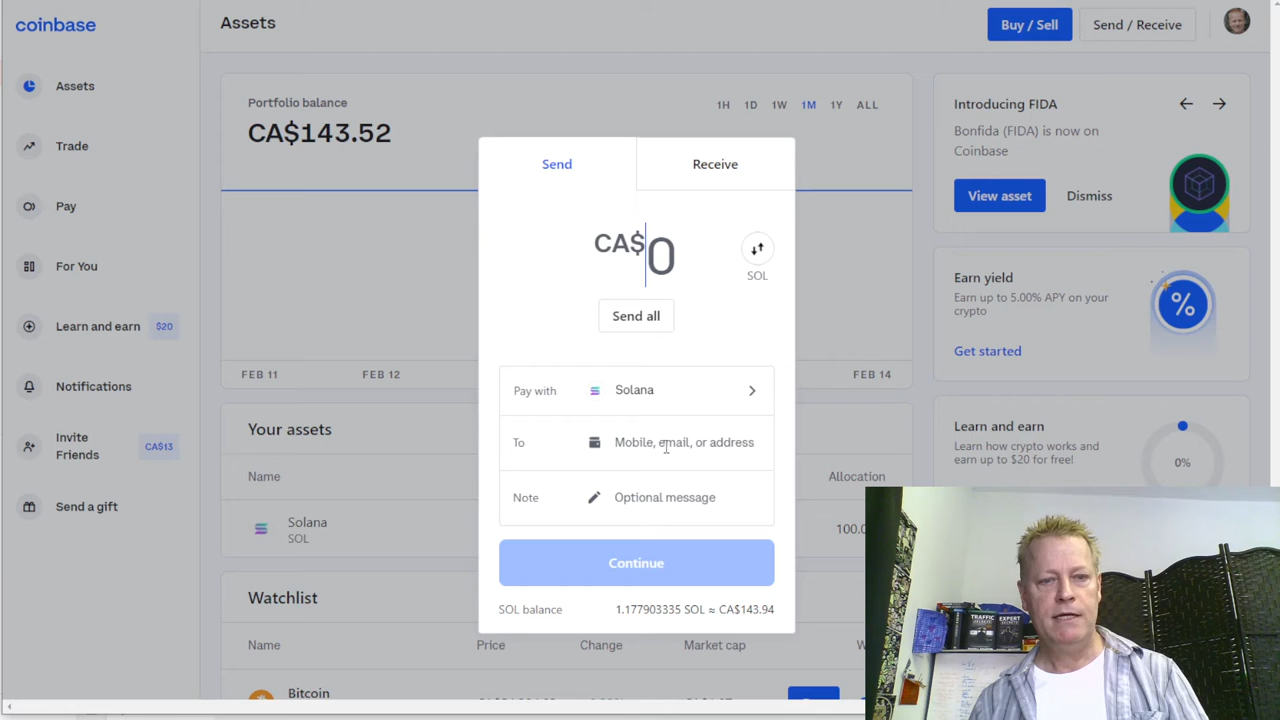 coinbase
Assets
Buy / Sell
Send / Receive
Assets
Trade
Pay
For You
Learn and earn $20
Notifications
Invite Friends CA$13
Send a gift
Portfolio balance
CA$143.52
1H 1D 1W 1M 1Y ALL
FEB 11 FEB 12 FEB 14
Your assets
Name Allocation
Solana
SOL
100.0
Watchlist
Name Price Change Market cap
Bitcoin
Send Receive
CA$0
SOL
Send all
Pay with Solana
To Mobile, email, or address
Note Optional message
Continue
SOL balance 1.177903335 SOL ≈ CA$143.94
Introducing FIDA
Bonfida (FIDA) is now on
Coinbase
View asset Dismiss
Earn yield
Earn up to 5.00% APY on your
crypto
%
Get started
Learn and earn
Learn how crypto works and
earn up to $20 for free!
0%
TRAFFIC
SECRETS
EXPERT
SECRETS